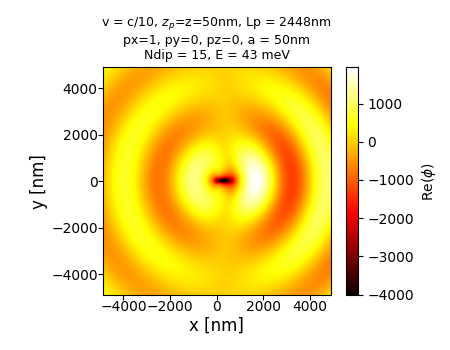 v = c/10, z_p=z=50nm, Lp = 2448nm
px=1, py=0, pz=0, a = 50nm
Ndip = 15, E = 43 meV
4000
2000
0
−2000
−4000
y [nm]
−4000 −2000 0 2000 4000
x [nm]
1000
0
−1000
−2000
−3000
−4000
Re(ϕ)